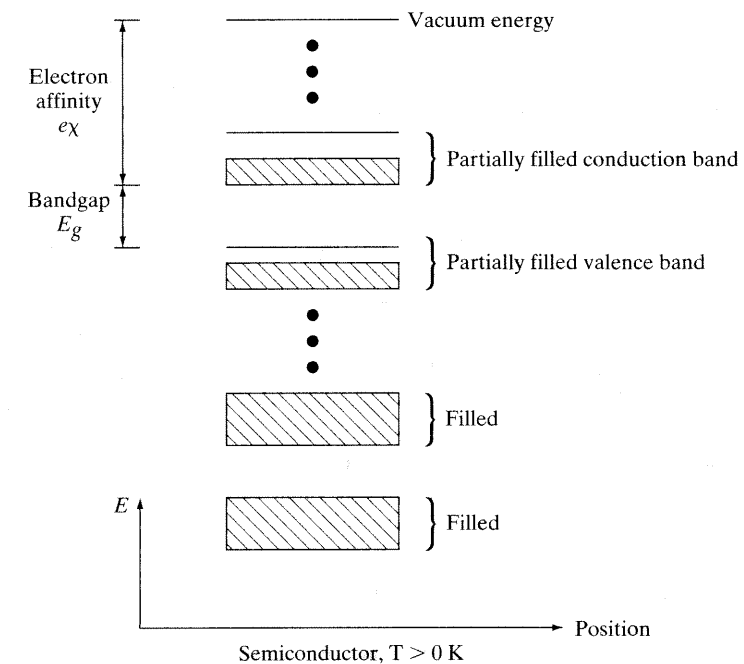 Vacuum energy
Electron
affinity
eχ
Partially filled conduction band
Bandgap
Eg
Partially filled valence band
Filled
E
Filled
Position
Semiconductor, T > 0 K